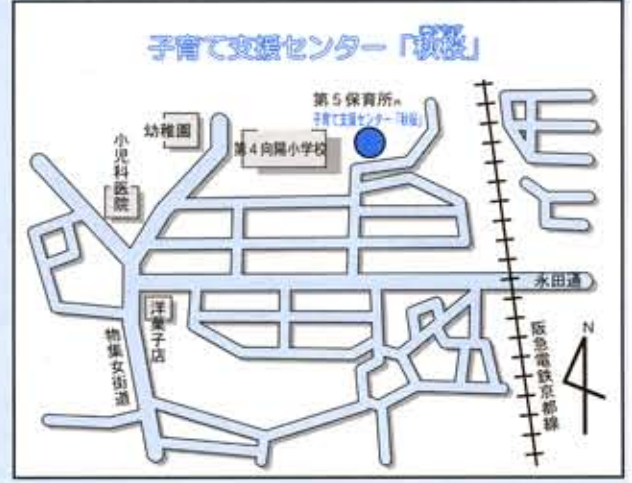 子育て支援センター「萩桜」
第5保育所内
子育て支援センター「萩桜」
幼稚園
第4向陽小学校
小児科医院
永田通
洋菓子店
物集女街道
阪急電鉄京都線
N